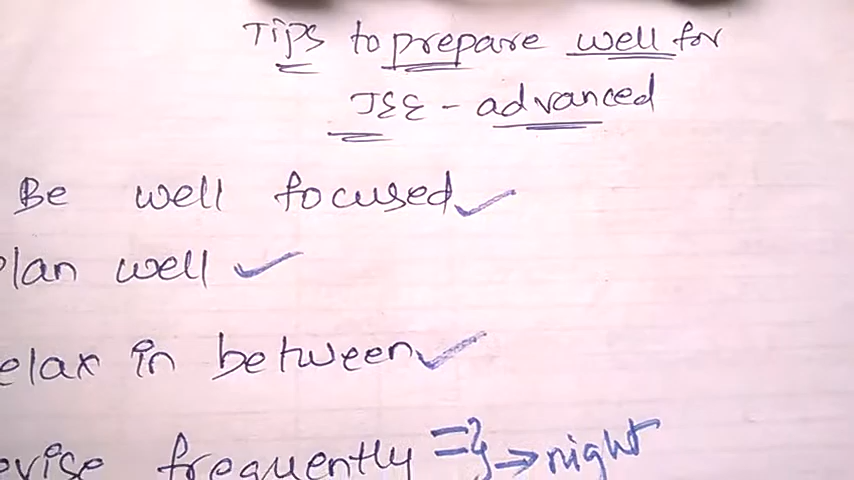 Tips to prepare well for
JEE - advanced
Be well focused ✓
plan well ✓
elax in between ✓
evise frequently => → night